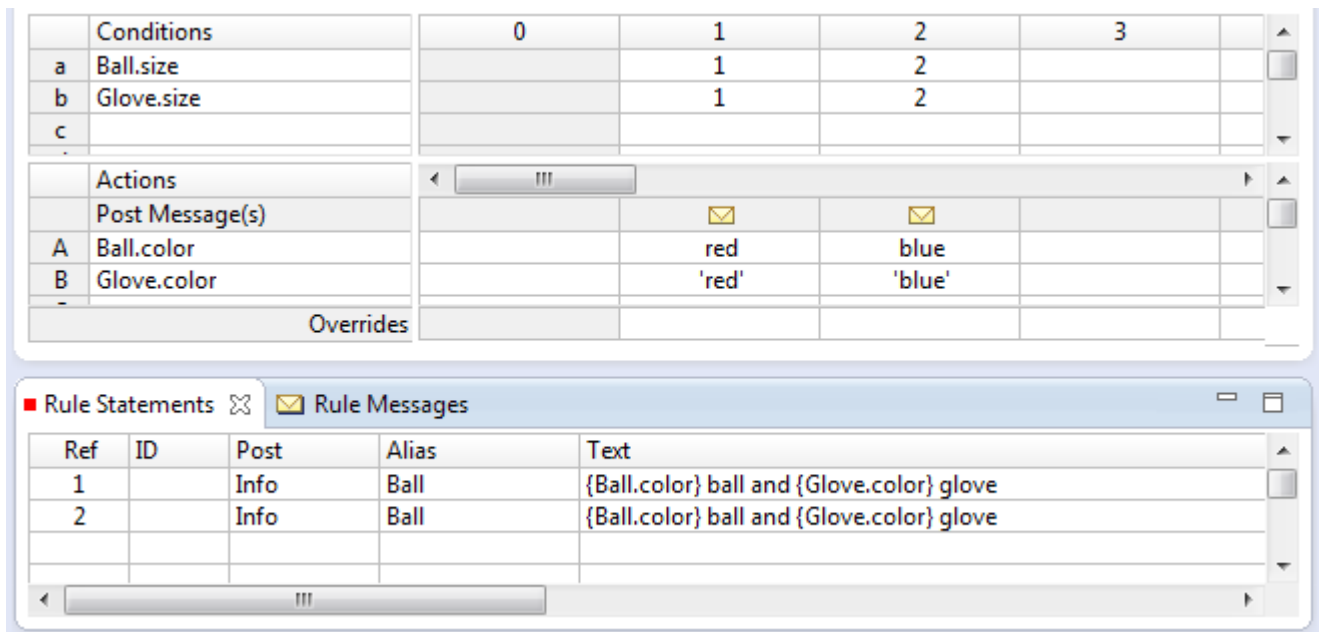 Conditions 0 1 2 3
a Ball.size 1 2
b Glove.size 1 2
c
Actions
Post Message(s)
A Ball.color red blue
B Glove.color 'red' 'blue'
Overrides
Rule Statements Rule Messages
Ref ID Post Alias Text
1 Info Ball {Ball.color} ball and {Glove.color} glove
2 Info Ball {Ball.color} ball and {Glove.color} glove